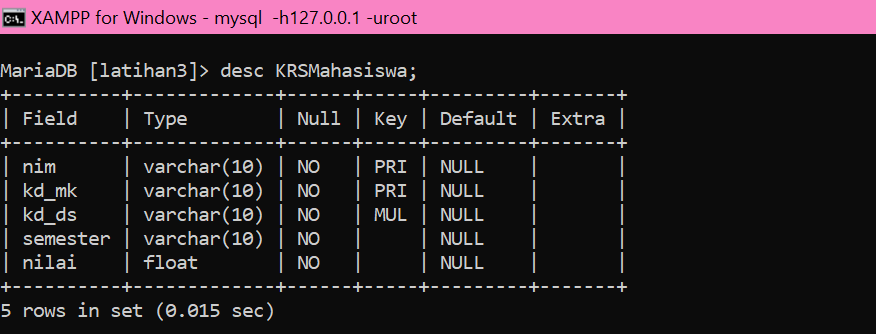 XAMPP for Windows - mysql  -h127.0.0.1 -uroot
MariaDB [latihan3]> desc KRSMahasiswa;
+----------+-------------+------+-----+---------+-------+
| Field    | Type        | Null | Key | Default | Extra |
+----------+-------------+------+-----+---------+-------+
| nim      | varchar(10) | NO   | PRI | NULL    |       |
| kd_mk    | varchar(10) | NO   | PRI | NULL    |       |
| kd_ds    | varchar(10) | NO   | MUL | NULL    |       |
| semester | varchar(10) | NO   |     | NULL    |       |
| nilai    | float       | NO   |     | NULL    |       |
+----------+-------------+------+-----+---------+-------+
5 rows in set (0.015 sec)